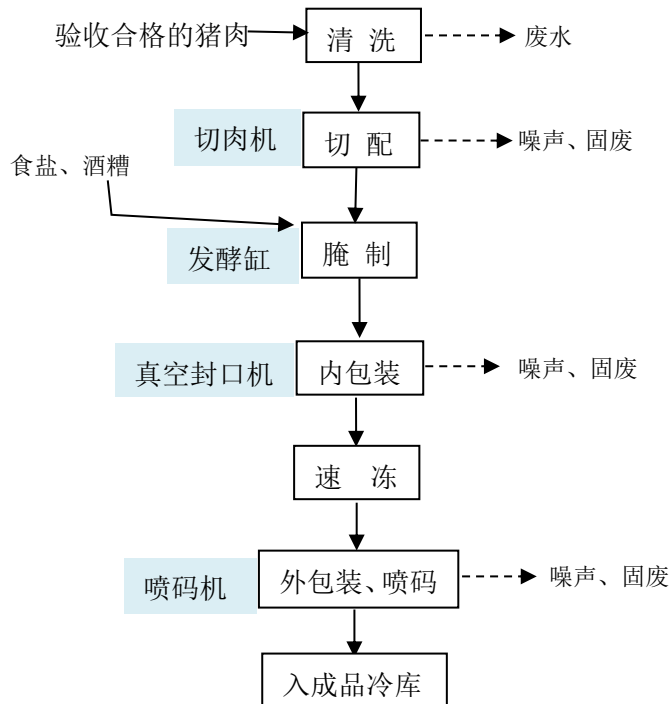 验收合格的猪肉
清 洗
废水
切肉机
切 配
噪声、固废
食盐、酒糟
发酵缸
腌 制
真空封口机
内包装
噪声、固废
速 冻
喷码机
外包装、喷码
噪声、固废
入成品冷库